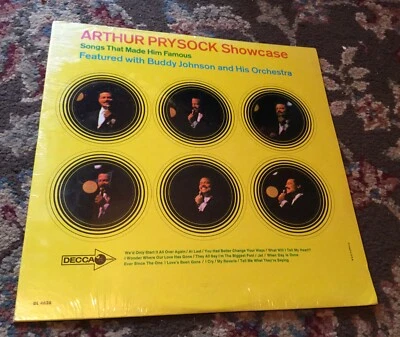 ARTHUR PRYSOCK Showcase
Songs That Made Him Famous
Featured with Buddy Johnson and His Orchestra
DECCA
We'd Only Start It All Over Again / At Last / You Had Better Change Your Ways / What Will I Tell My Heart?
I Wonder Where Our Love Has Gone / They All Say I'm The Biggest Fool / Jet / When Day Is Done
Ever Since The One I Love's Been Gone / I Cry / My Reverie / Tell Me What They're Saying